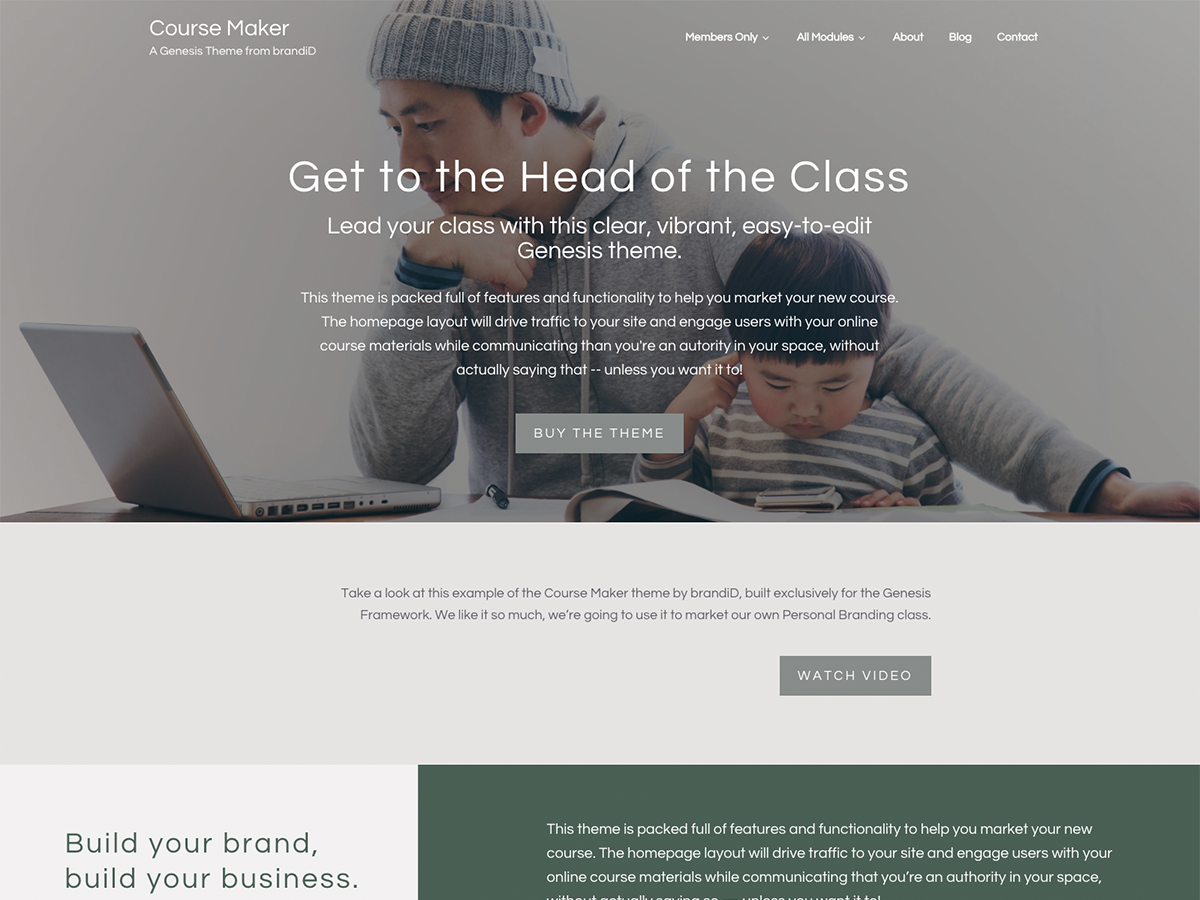 Course Maker
A Genesis Theme from brandiD
Members Only
All Modules
About
Blog
Contact
Get to the Head of the Class
Lead your class with this clear, vibrant, easy-to-edit
Genesis theme.
This theme is packed full of features and functionality to help you market your new course.
The homepage layout will drive traffic to your site and engage users with your online
course materials while communicating than you're an autority in your space, without
actually saying that -- unless you want it to!
BUY THE THEME
Take a look at this example of the Course Maker theme by brandiD, built exclusively for the Genesis
Framework. We like it so much, we’re going to use it to market our own Personal Branding class.
WATCH VIDEO
Build your brand,
build your business.
This theme is packed full of features and functionality to help you market your new
course. The homepage layout will drive traffic to your site and engage users with your
online course materials while communicating that you’re an authority in your space,
without actually saying so — unless you want it to!